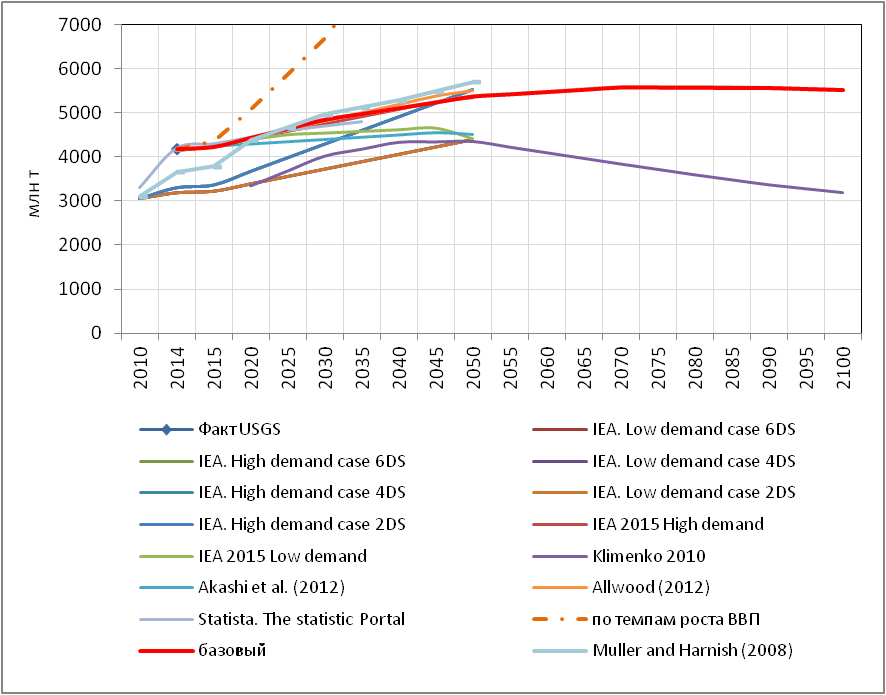 7000
6000
5000
4000
3000
2000
1000
0
млн т
2010
2014
2015
2020
2025
2030
2035
2040
2045
2050
2055
2060
2065
2070
2075
2080
2085
2090
2095
2100
Факт USGS
IEA. Low demand case 6DS
IEA. High demand case 6DS
IEA. Low demand case 4DS
IEA. High demand case 4DS
IEA. Low demand case 2DS
IEA. High demand case 2DS
IEA 2015 High demand
IEA 2015 Low demand
Klimenko 2010
Akashi et al. (2012)
Allwood (2012)
Statista. The statistic Portal
по темпам роста ВВП
базовый
Muller and Harnish (2008)